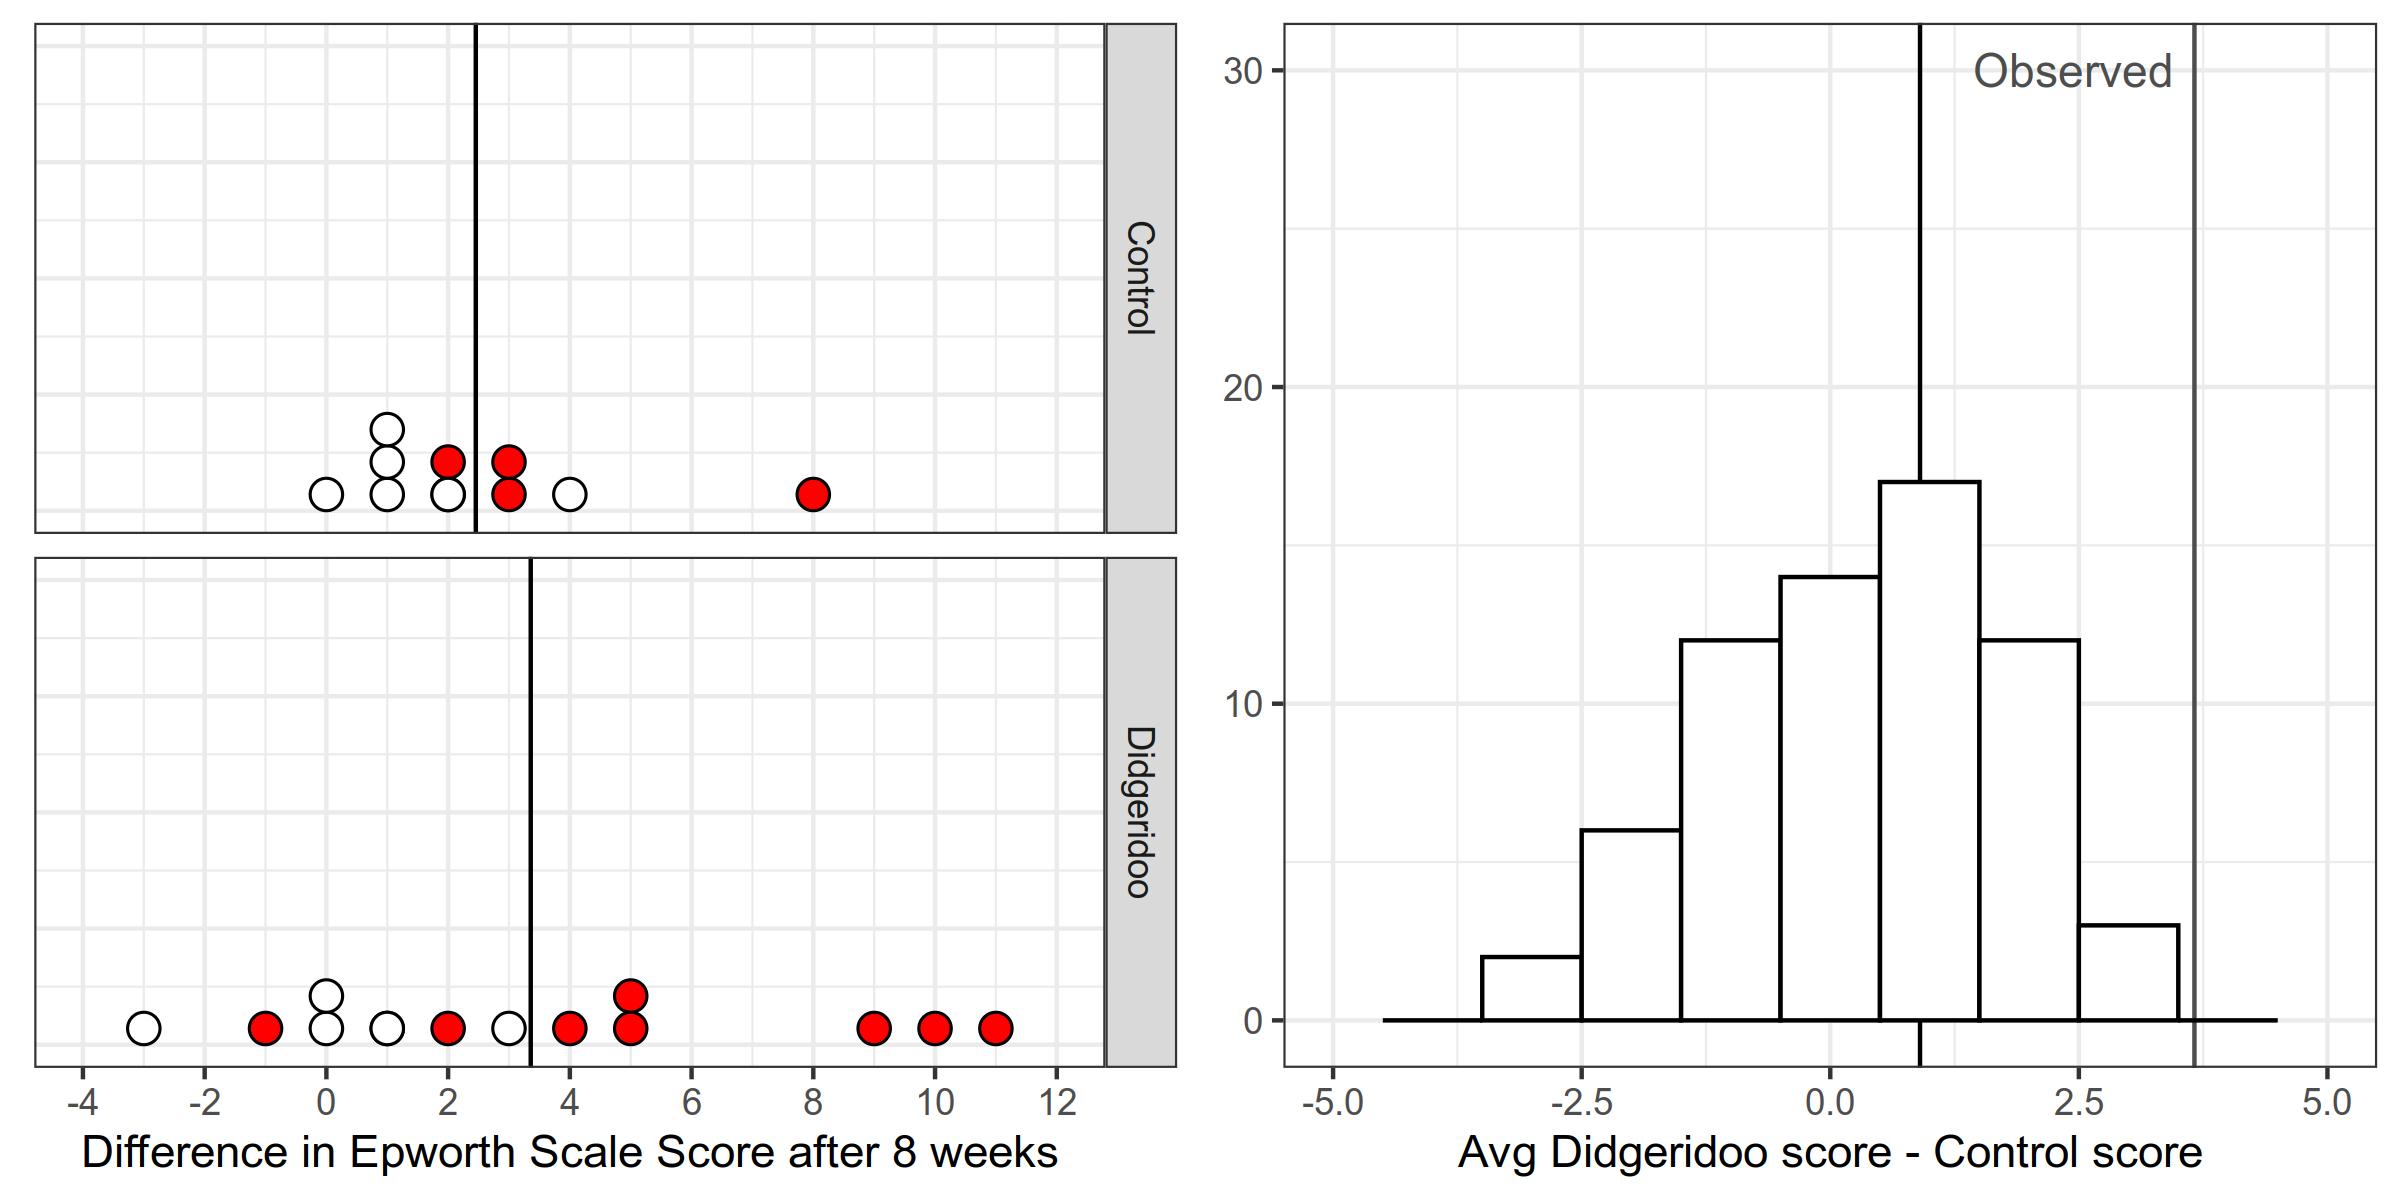 Control
Didgeridoo
-4 -2 0 2 4 6 8 10 12
Difference in Epworth Scale Score after 8 weeks
30
20
10
0
Observed
-5.0 -2.5 0.0 2.5 5.0
Avg Didgeridoo score - Control score